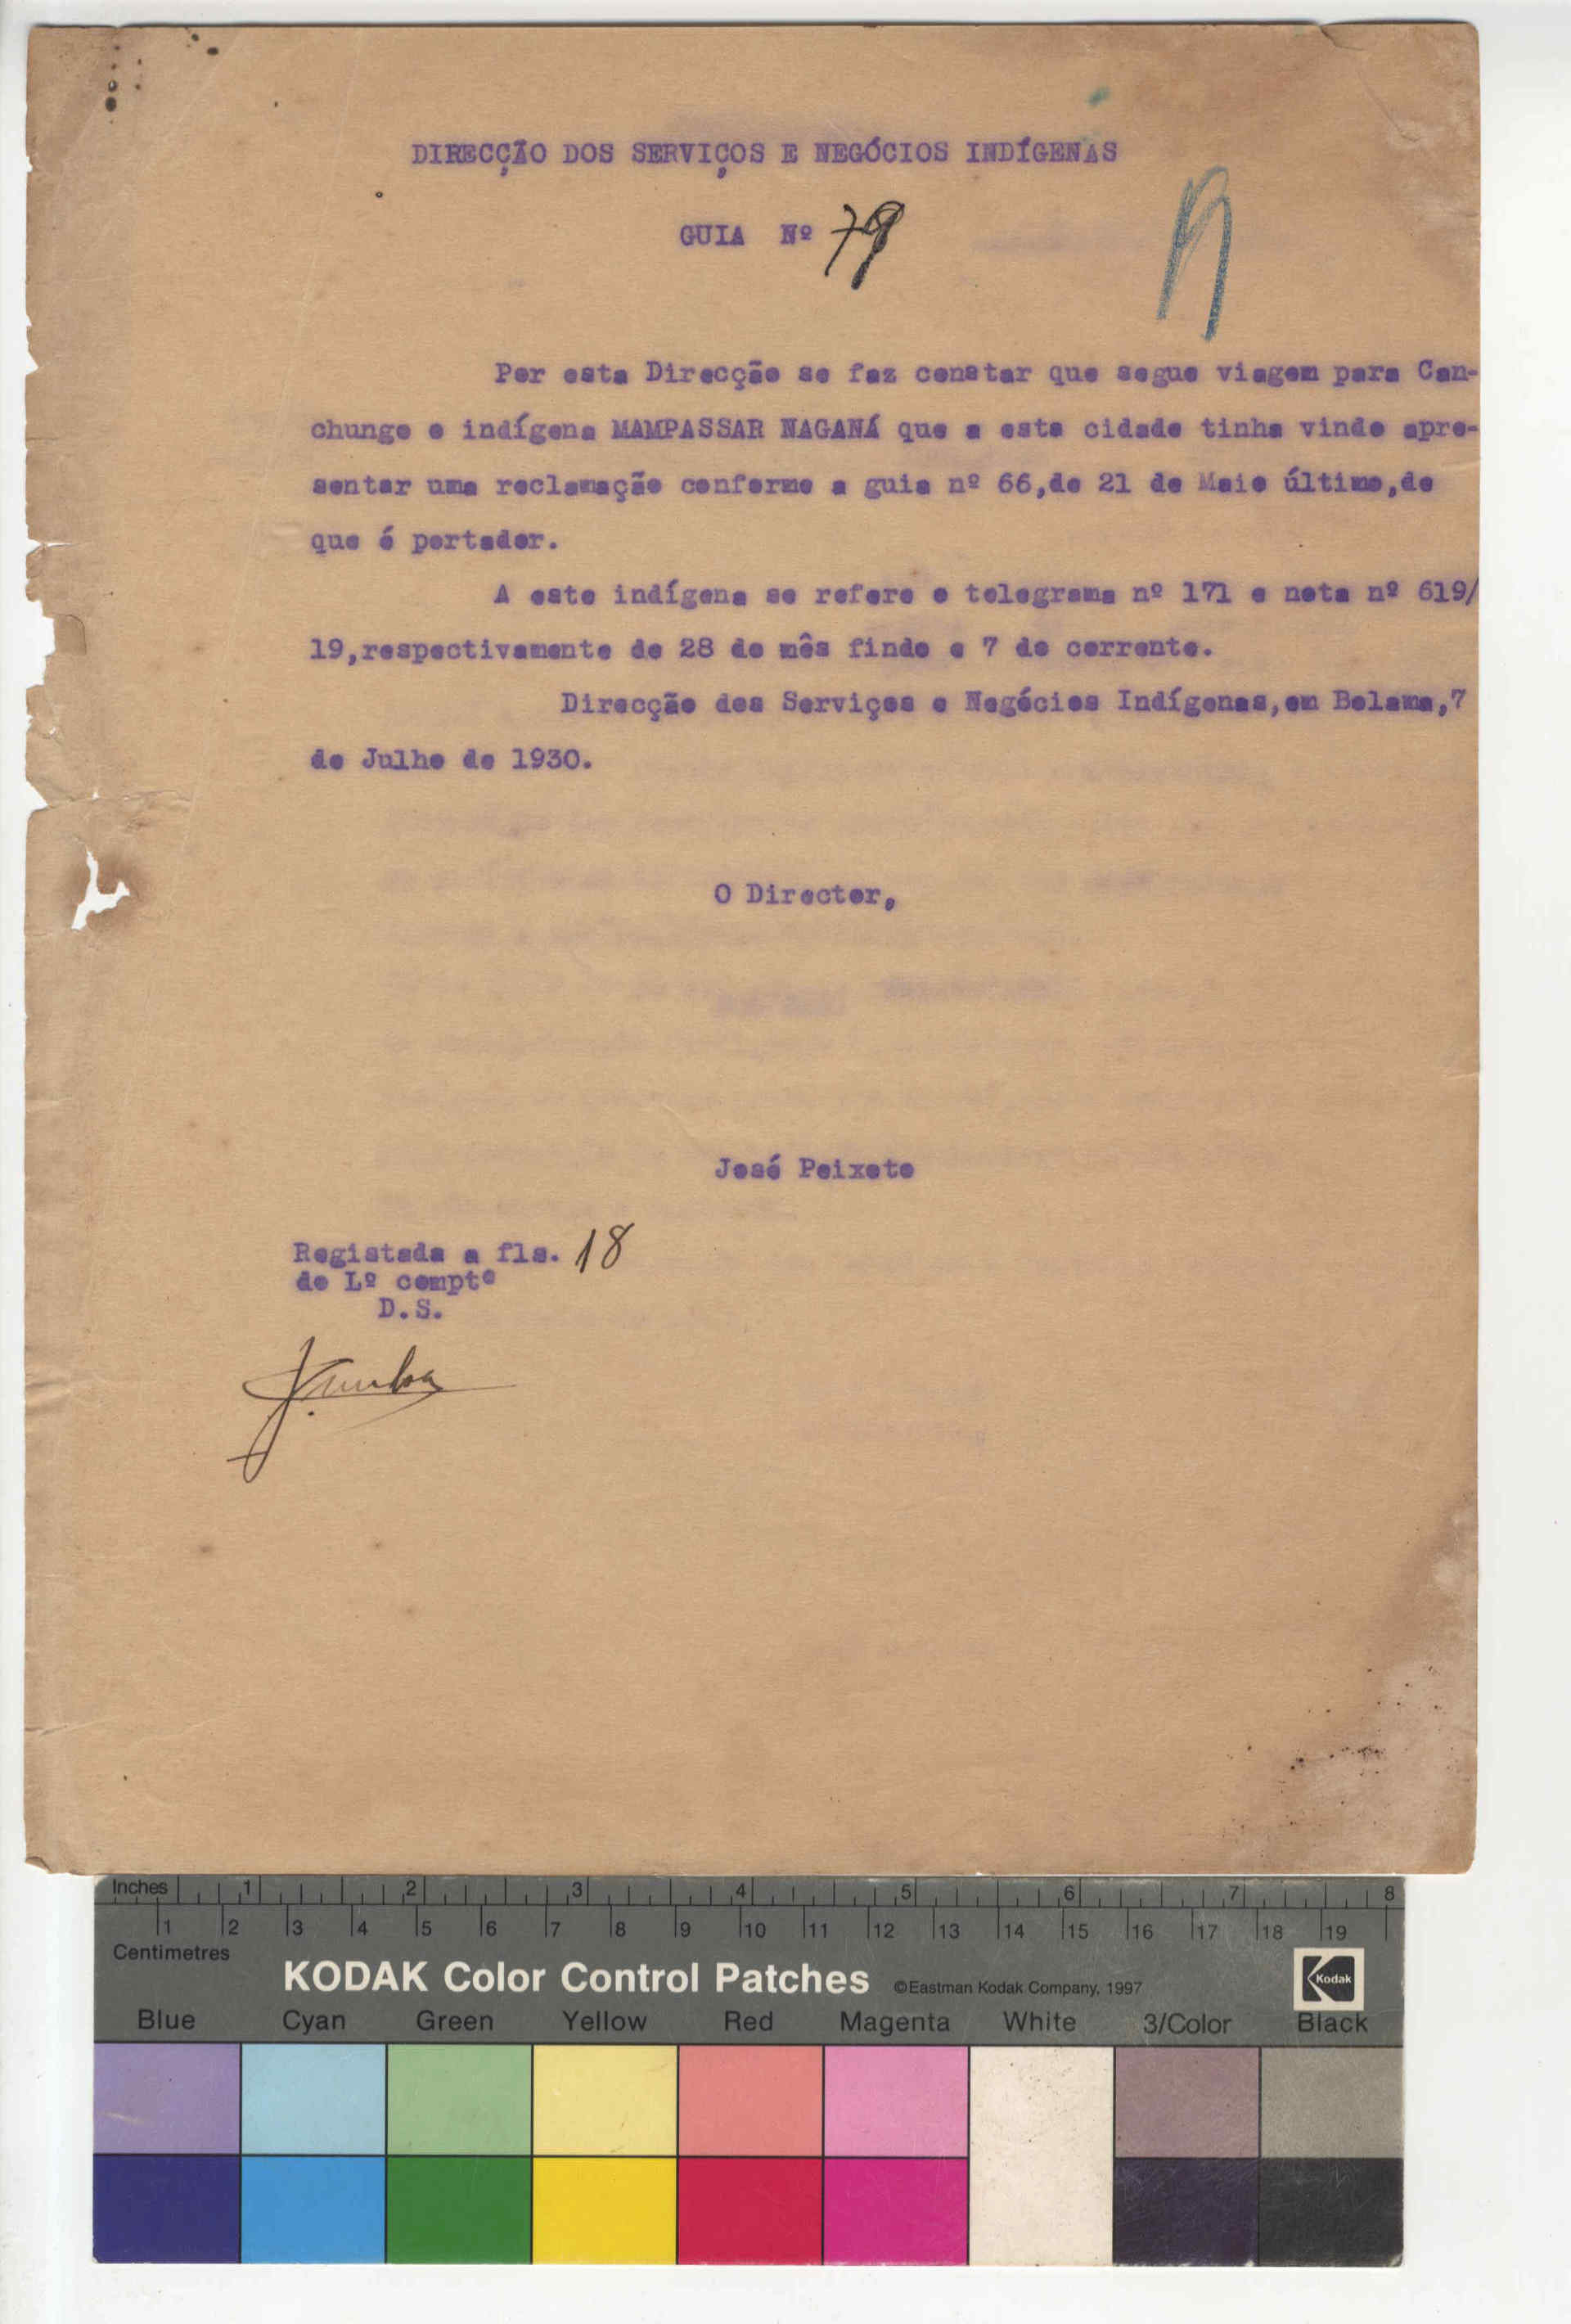 DIRECÇÃO DOS SERVIÇOS E NEGÓCIOS INDÍGENAS
GUIA Nº 79
Por esta Direcção se faz constar que segue viagem para Can-
chungo o indígena MAMPASSAR NAGANÁ que a esta cidade tinha vindo apre-
sentar uma reclamação conforme a guia nº 66,de 21 de Maio último,de
que é portador.
A este indígena se refere o telegrama nº 171 e nota nº 619/
19,respectivamente de 28 do mês findo e 7 do corrente.
Direcção dos Serviços e Negócios Indígenas,em Bolama,7
de Julho de 1930.
O Director,
José Peixoto
Registada a fls. 18
do Lº compte
D.S.
Inches 1 2 3 4 5 6 7 8
1 2 3 4 5 6 7 8 9 10 11 12 13 14 15 16 17 18 19
Centimetres
KODAK Color Control Patches ©Eastman Kodak Company, 1997 Kodak
Blue Cyan Green Yellow Red Magenta White 3/Color Black